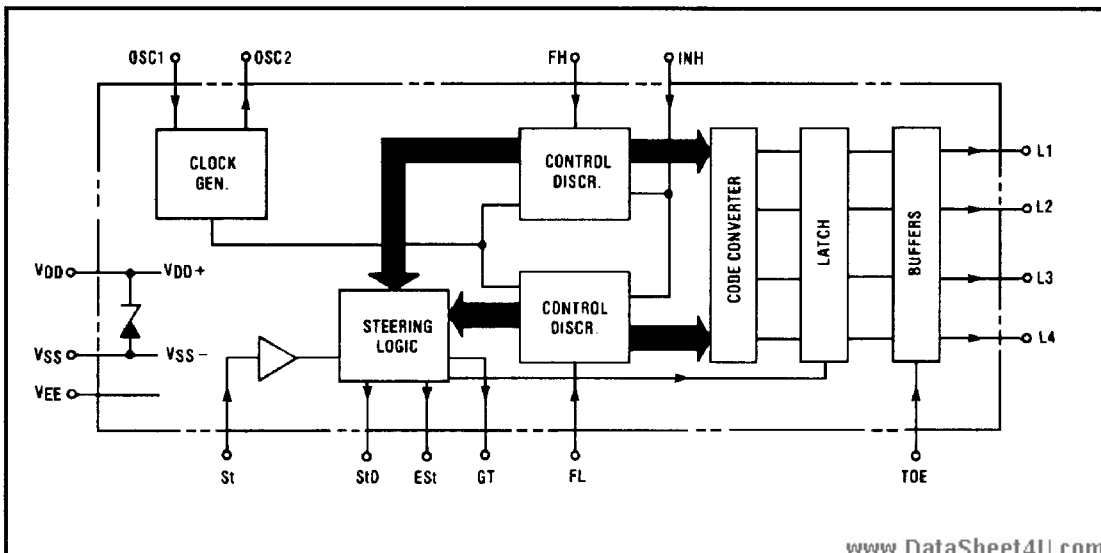 OSC1
OSC2
FH
INH
CLOCK
GEN.
CONTROL
DISCR.
CODE CONVERTER
LATCH
BUFFERS
L1
L2
L3
L4
VDD
VDD+
VSS
VSS-
VEE
STEERING
LOGIC
CONTROL
DISCR.
St
StD
ESt
GT
FL
TOE
www.DataSheet4U.com